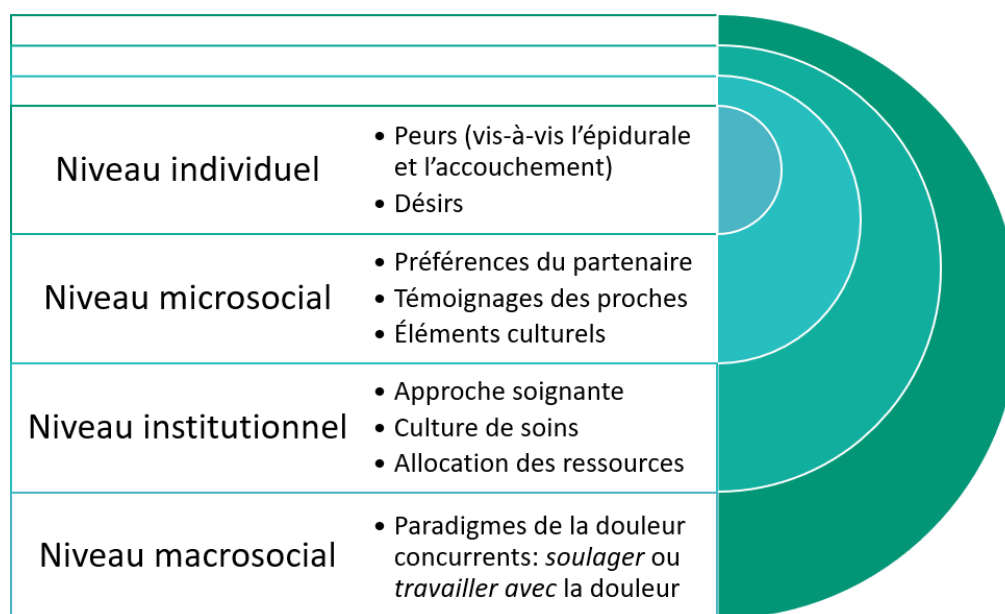 Niveau individuel
• Peurs (vis-à-vis l’épidurale
et l’accouchement)
• Désirs
Niveau microsocial
• Préférences du partenaire
• Témoignages des proches
• Éléments culturels
Niveau institutionnel
• Approche soignante
• Culture de soins
• Allocation des ressources
Niveau macrosocial
• Paradigmes de la douleur
concurrents: soulager ou
travailler avec la douleur